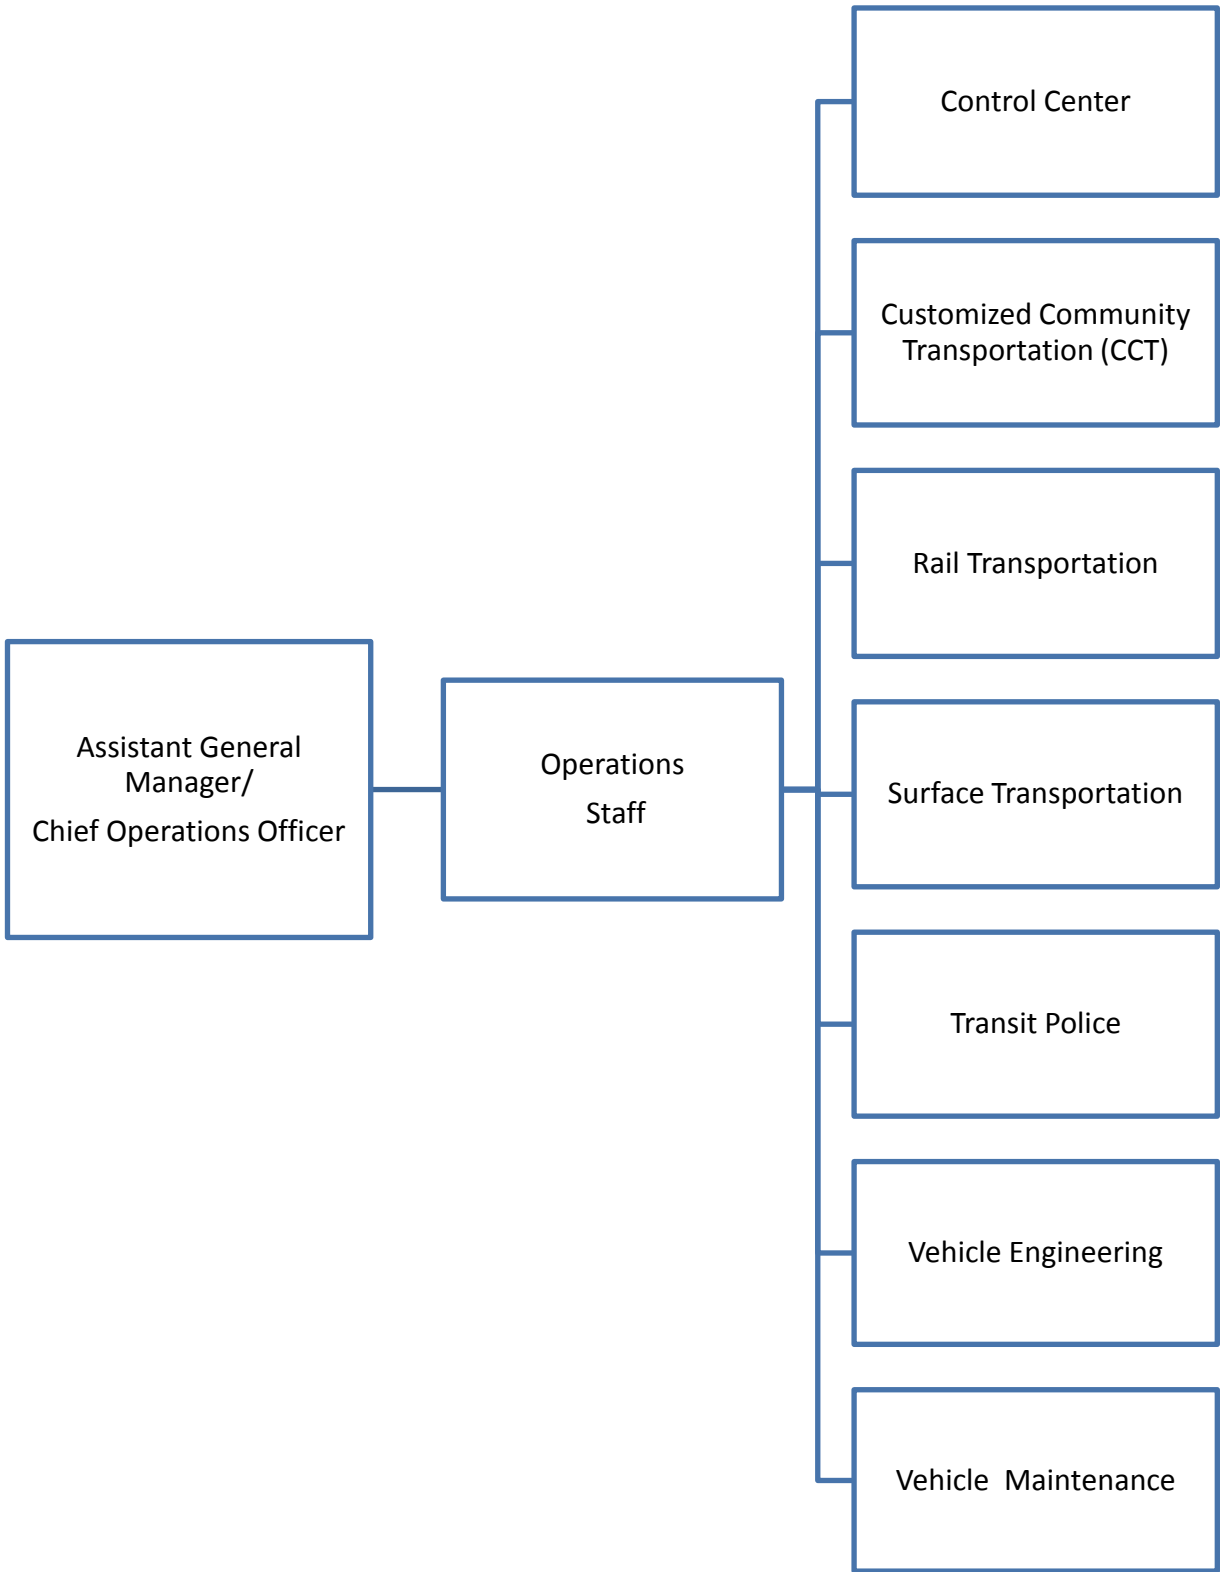 Control Center
Customized Community
Transportation (CCT)
Rail Transportation
Assistant General
Manager/
Chief Operations Officer
Operations
Staff
Surface Transportation
Transit Police
Vehicle Engineering
Vehicle  Maintenance